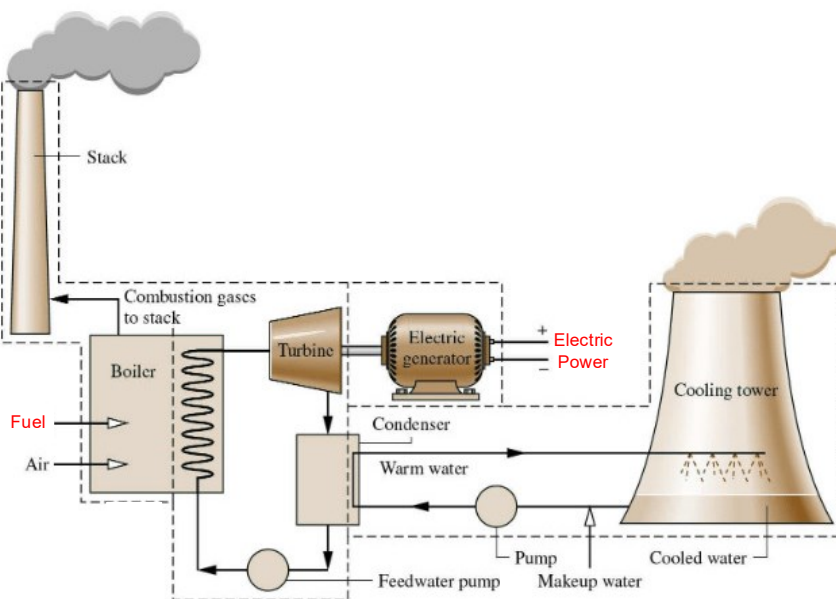 Stack
Combustion gases
to stack
Boiler
Turbine
Electric
generator
+
Electric
Power
−
Cooling tower
Fuel
Air
Condenser
Warm water
Pump
Cooled water
Feedwater pump
Makeup water